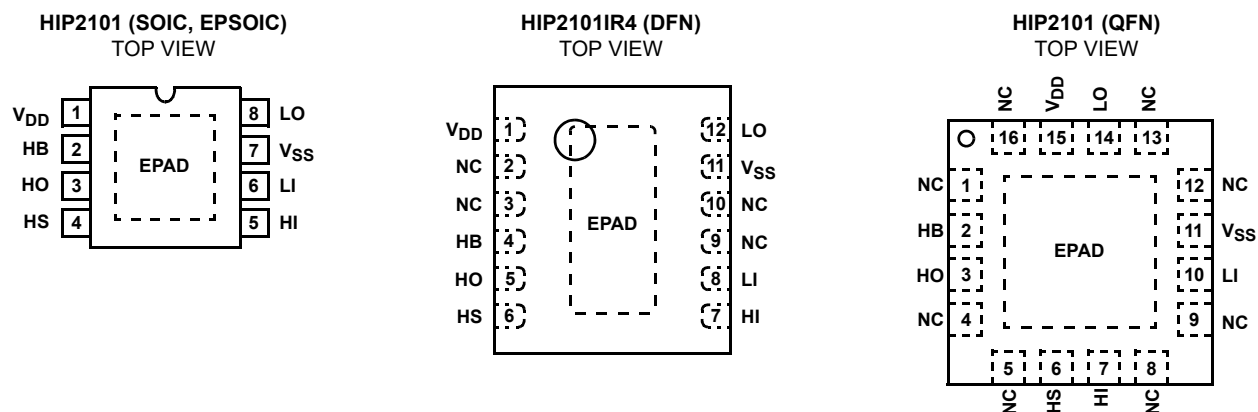 HIP2101 (SOIC, EPSOIC)
TOP VIEW
VDD 1
HB 2
HO 3
HS 4
EPAD
8 LO
7 VSS
6 LI
5 HI
HIP2101IR4 (DFN)
TOP VIEW
VDD 1
NC 2
NC 3
HB 4
HO 5
HS 6
EPAD
12 LO
11 VSS
10 NC
9 NC
8 LI
7 HI
HIP2101 (QFN)
TOP VIEW
NC VDD LO NC
16 15 14 13
NC 1
HB 2
HO 3
NC 4
EPAD
12 NC
11 VSS
10 LI
9 NC
5 6 7 8
NC HS HI NC